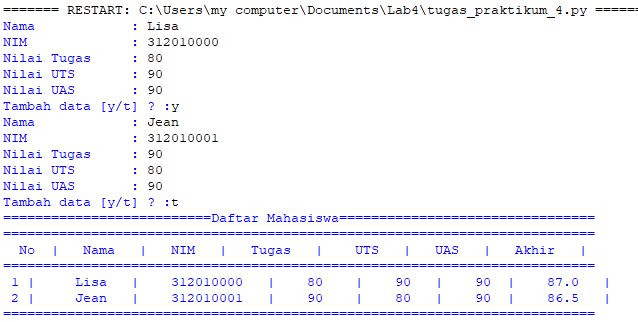 ======= RESTART: C:\Users\my computer\Documents\Lab4\tugas_praktikum_4.py ======
Nama            : Lisa
NIM             : 312010000
Nilai Tugas     : 80
Nilai UTS       : 90
Nilai UAS       : 90
Tambah data [y/t] ? :y
Nama            : Jean
NIM             : 312010001
Nilai Tugas     : 90
Nilai UTS       : 80
Nilai UAS       : 90
Tambah data [y/t] ? :t
==========================Daftar Mahasiswa================================
==========================================================================
  No  |   Nama   |   NIM   |   Tugas   |    UTS   |   UAS   |   Akhir   |
==========================================================================
 1 |     Lisa   |    312010000   |    80    |    90   |    90  |    87.0   |
 2 |     Jean   |    312010001   |    90    |    80   |    90  |    86.5   |
==========================================================================